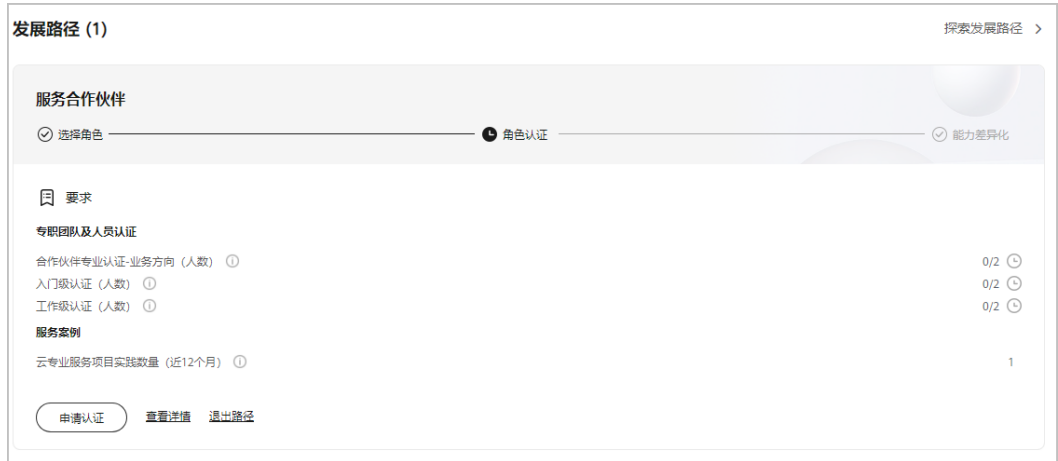 发展路径 (1)
探索发展路径 >
服务合作伙伴
选择角色
角色认证
能力差异化
要求
专职团队及人员认证
合作伙伴专业认证-业务方向（人数） 0/2
入门级认证（人数） 0/2
工作级认证（人数） 0/2
服务案例
云专业服务项目实践数量（近12个月） 1
申请认证 查看详情 退出路径